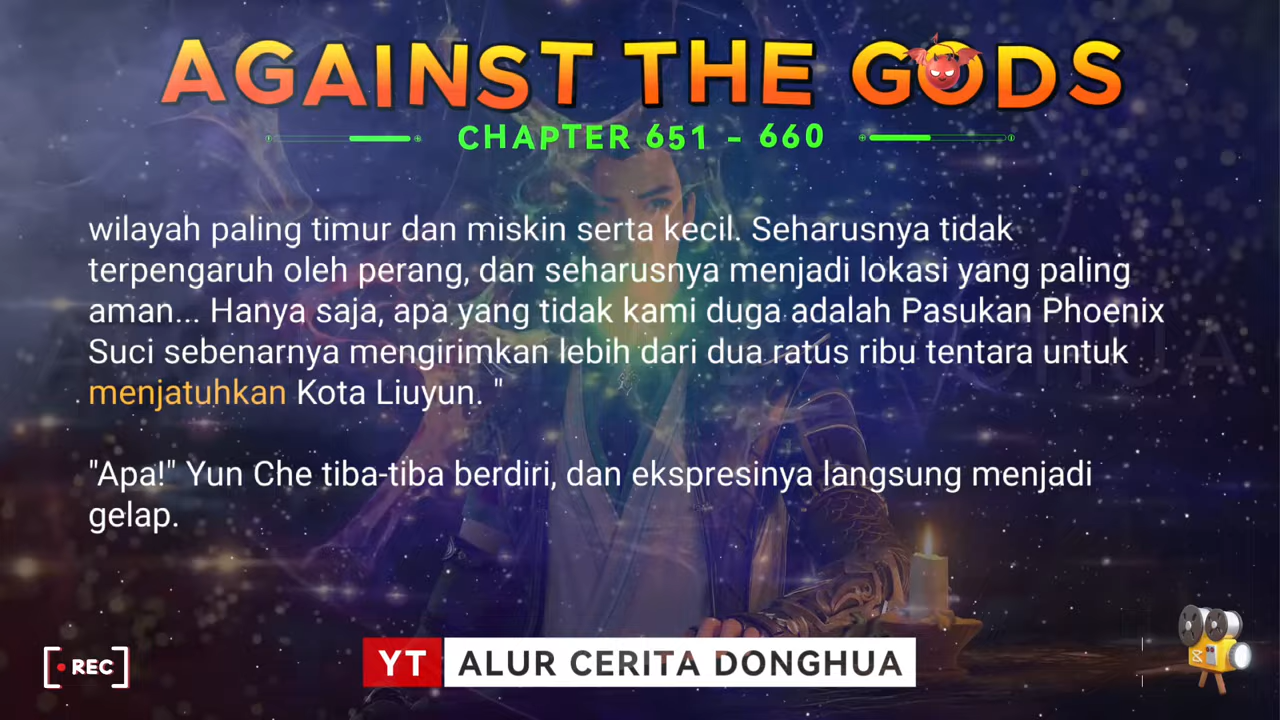 AGAINST THE GODS
CHAPTER 651 - 660
wilayah paling timur dan miskin serta kecil. Seharusnya tidak
terpengaruh oleh perang, dan seharusnya menjadi lokasi yang paling
aman... Hanya saja, apa yang tidak kami duga adalah Pasukan Phoenix
Suci sebenarnya mengirimkan lebih dari dua ratus ribu tentara untuk
menjatuhkan Kota Liuyun. "
"Apa!" Yun Che tiba-tiba berdiri, dan ekspresinya langsung menjadi
gelap.
REC
YT ALUR CERITA DONGHUA